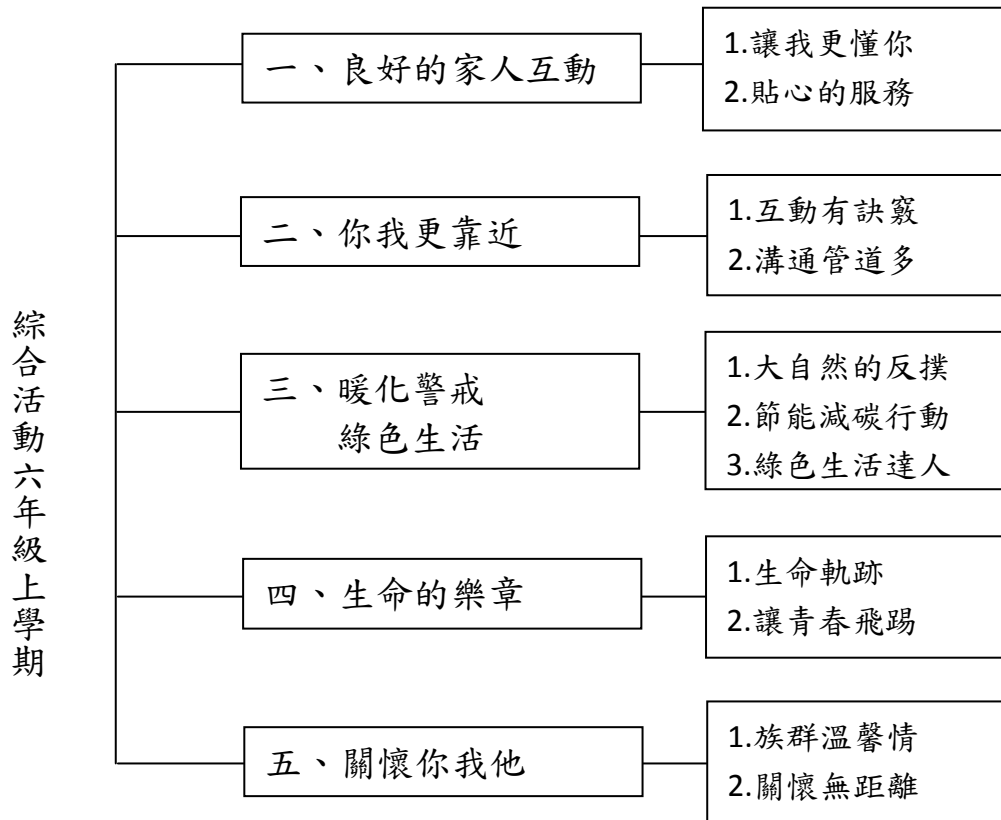 綜合活動六年級上學期
一、良好的家人互動
1.讓我更懂你
2.貼心的服務
二、你我更靠近
1.互動有訣竅
2.溝通管道多
三、暖化警戒
綠色生活
1.大自然的反撲
2.節能減碳行動
3.綠色生活達人
四、生命的樂章
1.生命軌跡
2.讓青春飛踢
五、關懷你我他
1.族群溫馨情
2.關懷無距離